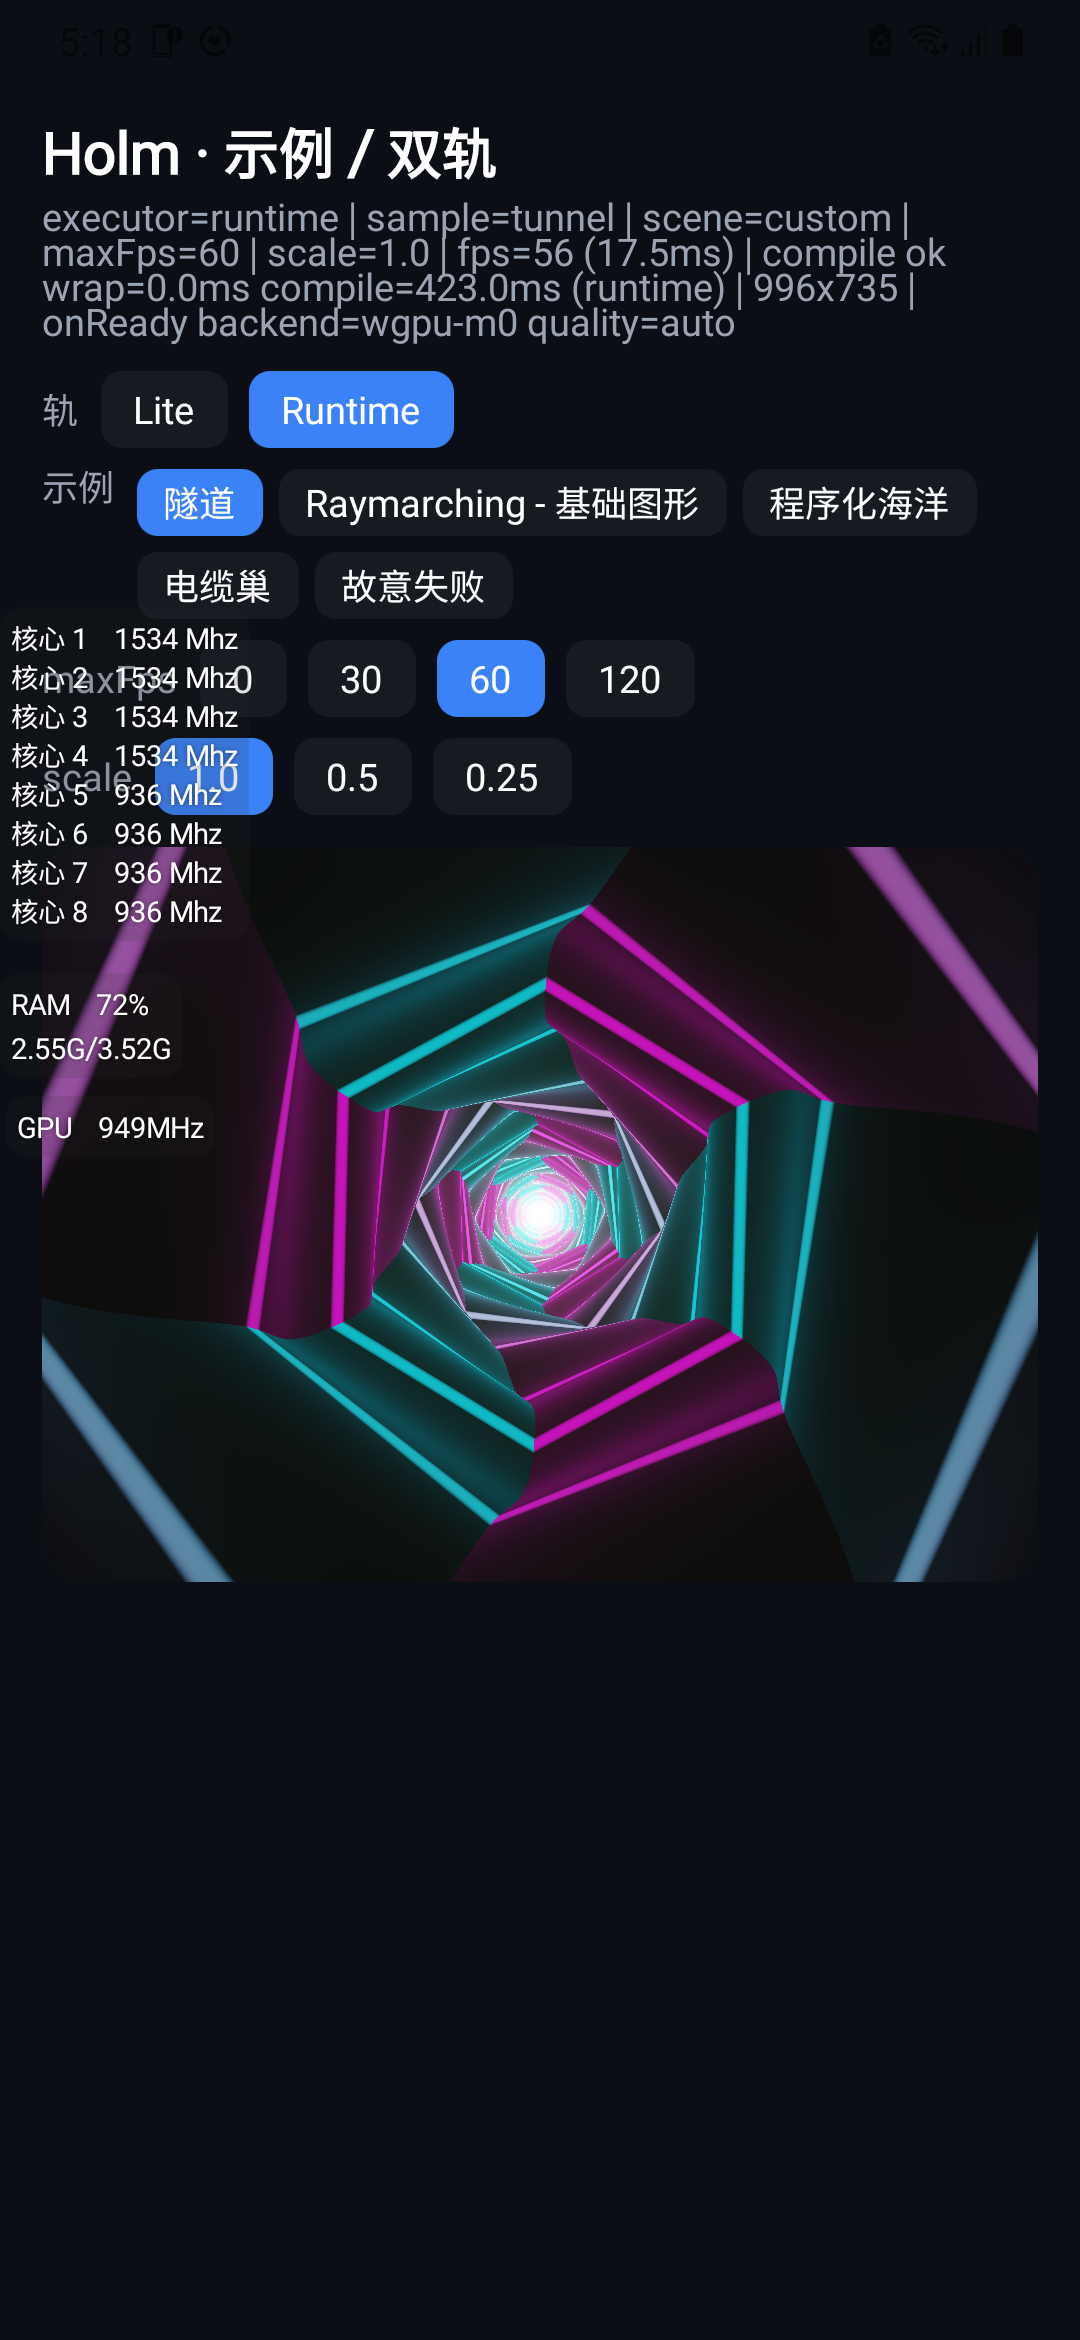 5:18
Holm · 示例 / 双轨
executor=runtime | sample=tunnel | scene=custom |
maxFps=60 | scale=1.0 | fps=56 (17.5ms) | compile ok
wrap=0.0ms compile=423.0ms (runtime) | 996x735 |
onReady backend=wgpu-m0 quality=auto
轨 Lite Runtime
示例 隧道 Raymarching - 基础图形 程序化海洋
电缆巢 故意失败
核心 1 1534 Mhz
maxFps 0 30 60 120
核心 2 1534 Mhz
核心 3 1534 Mhz
核心 4 1534 Mhz
scale 1.0 0.5 0.25
核心 5 936 Mhz
核心 6 936 Mhz
核心 7 936 Mhz
核心 8 936 Mhz
RAM 72%
2.55G/3.52G
GPU 949MHz